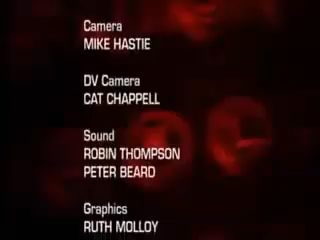 Camera
MIKE HASTIE
DV Camera
CAT CHAPPELL
Sound
ROBIN THOMPSON
PETER BEARD
Graphics
RUTH MOLLOY